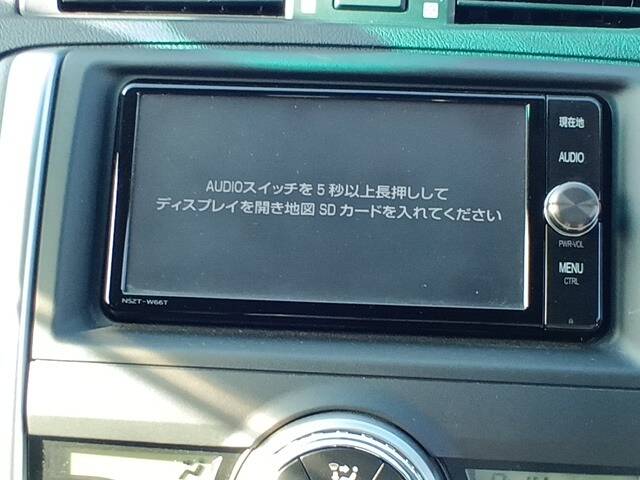 現在地
AUDIO
AUDIOスイッチを5秒以上長押しして
ディスプレイを開き地図SDカードを入れてください
PWR·VOL
MENU
CTRL
NSZT-W66T